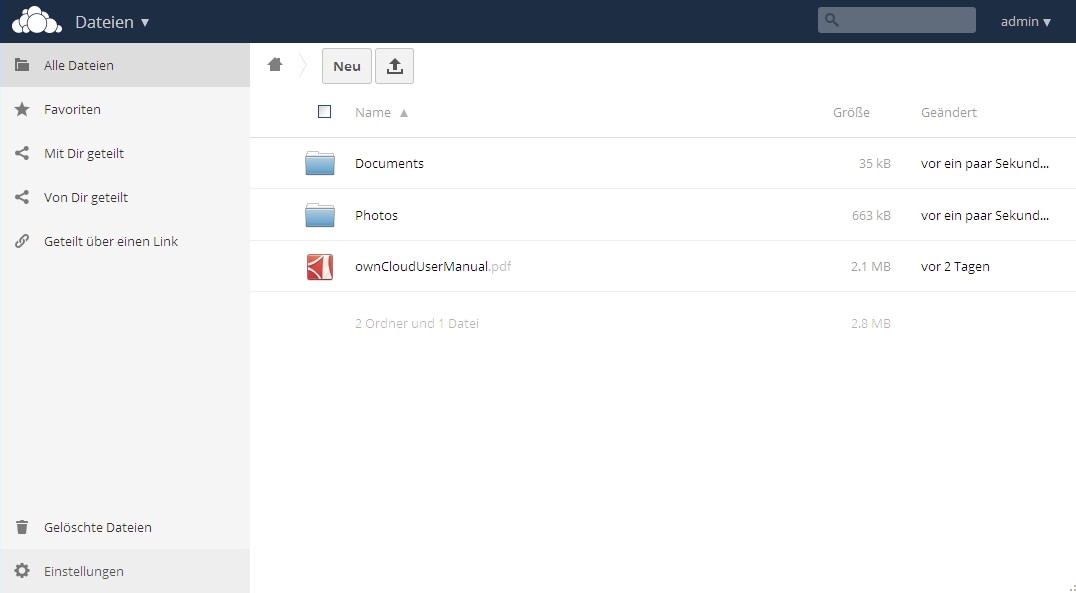 Dateien ▼
admin ▼
Alle Dateien
Favoriten
Mit Dir geteilt
Von Dir geteilt
Geteilt über einen Link
Gelöschte Dateien
Einstellungen
Neu
Name ▲ Größe Geändert
Documents 35 kB vor ein paar Sekund...
Photos 663 kB vor ein paar Sekund...
ownCloudUserManual.pdf 2.1 MB vor 2 Tagen
2 Ordner und 1 Datei 2.8 MB